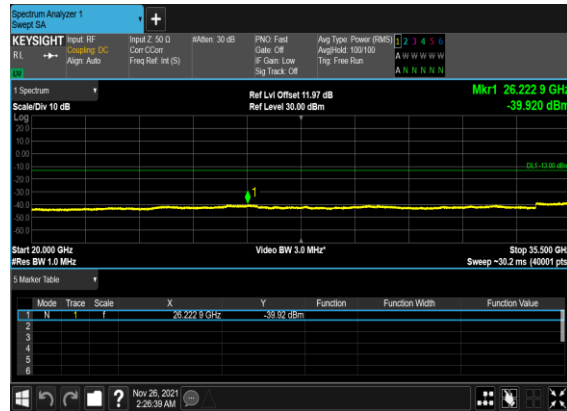 Spectrum Analyzer 1
Swept SA
+
KEYSIGHT Input: RF Input Z: 50 Ω #Atten: 30 dB PNO: Fast Avg Type: Power (RMS) 1 2 3 4 5 6
RL Coupling: DC Corr CCorr Gate: Off Avg|Hold: 100/100 A W W W W W
Align: Auto Freq Ref: Int (S) IF Gain: Low Trig: Free Run A N N N N N
Sig Track: Off
1 Spectrum Ref Lvl Offset 11.97 dB Mkr1 26.222 9 GHz
Scale/Div 10 dB Ref Level 30.00 dBm -39.920 dBm
Log
20.0
10.0
0.00
-10.0 DL1 -13.00 dBm
-20.0
-30.0 1
-40.0
-50.0
-60.0
Start 20.000 GHz Video BW 3.0 MHz* Stop 35.500 GHz
#Res BW 1.0 MHz Sweep ~30.2 ms (40001 pts)
5 Marker Table
Mode Trace Scale X Y Function Function Width Function Value
1 N 1 f 26.222 9 GHz -39.92 dBm
2
3
4
5
6
? Nov 26, 2021
2:26:39 AM